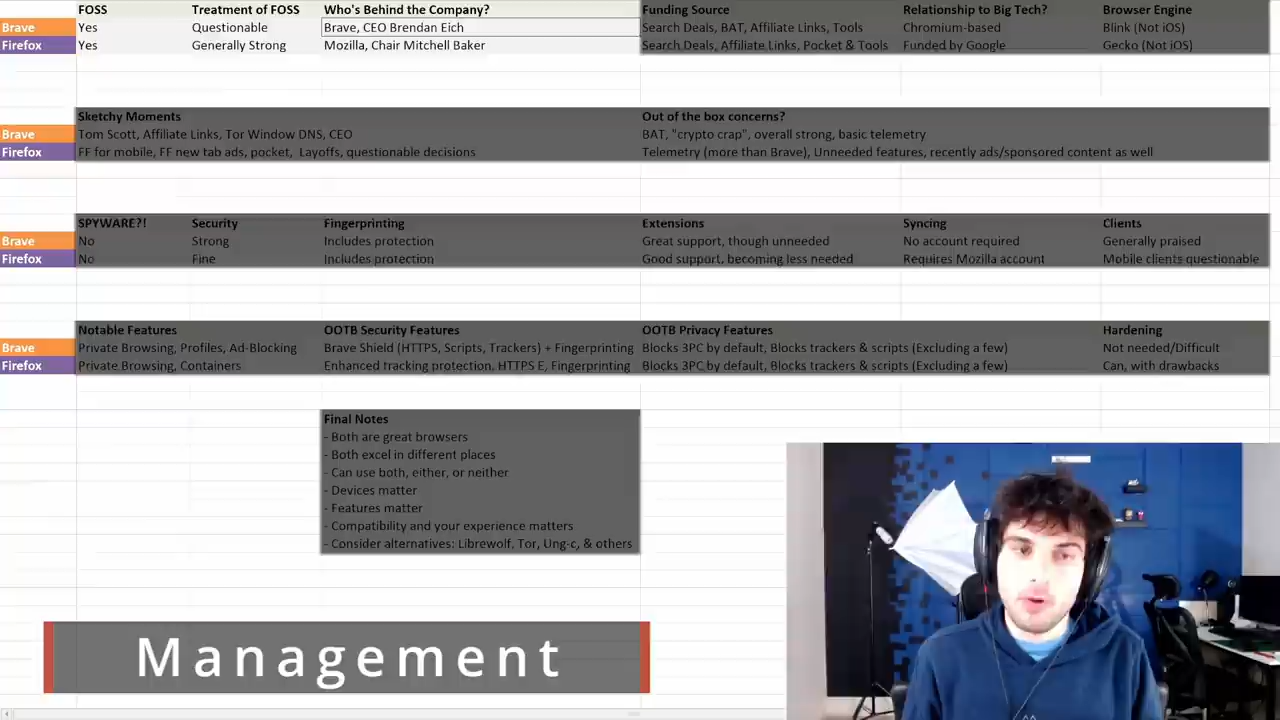 FOSS Treatment of FOSS Who's Behind the Company? Funding Source Relationship to Big Tech? Browser Engine
Brave Yes Questionable Brave, CEO Brendan Eich Search Deals, BAT, Affiliate Links, Tools Chromium-based Blink (Not iOS)
Firefox Yes Generally Strong Mozilla, Chair Mitchell Baker Search Deals, Affiliate Links, Pocket & Tools Funded by Google Gecko (Not iOS)
Sketchy Moments Out of the box concerns?
Brave Tom Scott, Affiliate Links, Tor Window DNS, CEO BAT, "crypto crap", overall strong, basic telemetry
Firefox FF for mobile, FF new tab ads, pocket, Layoffs, questionable decisions Telemetry (more than Brave), Unneeded features, recently ads/sponsored content as well
SPYWARE?! Security Fingerprinting Extensions Syncing Clients
Brave No Strong Includes protection Great support, though unneeded No account required Generally praised
Firefox No Fine Includes protection Good support, becoming less needed Requires Mozilla account Mobile clients questionable
Notable Features OOTB Security Features OOTB Privacy Features Hardening
Brave Private Browsing, Profiles, Ad-Blocking Brave Shield (HTTPS, Scripts, Trackers) + Fingerprinting Blocks 3PC by default, Blocks trackers & scripts (Excluding a few) Not needed/Difficult
Firefox Private Browsing, Containers Enhanced tracking protection, HTTPS E, Fingerprinting Blocks 3PC by default, Blocks trackers & scripts (Excluding a few) Can, with drawbacks
Final Notes
- Both are great browsers
- Both excel in different places
- Can use both, either, or neither
- Devices matter
- Features matter
- Compatibility and your experience matters
- Consider alternatives: Librewolf, Tor, Ung-c, & others
Management